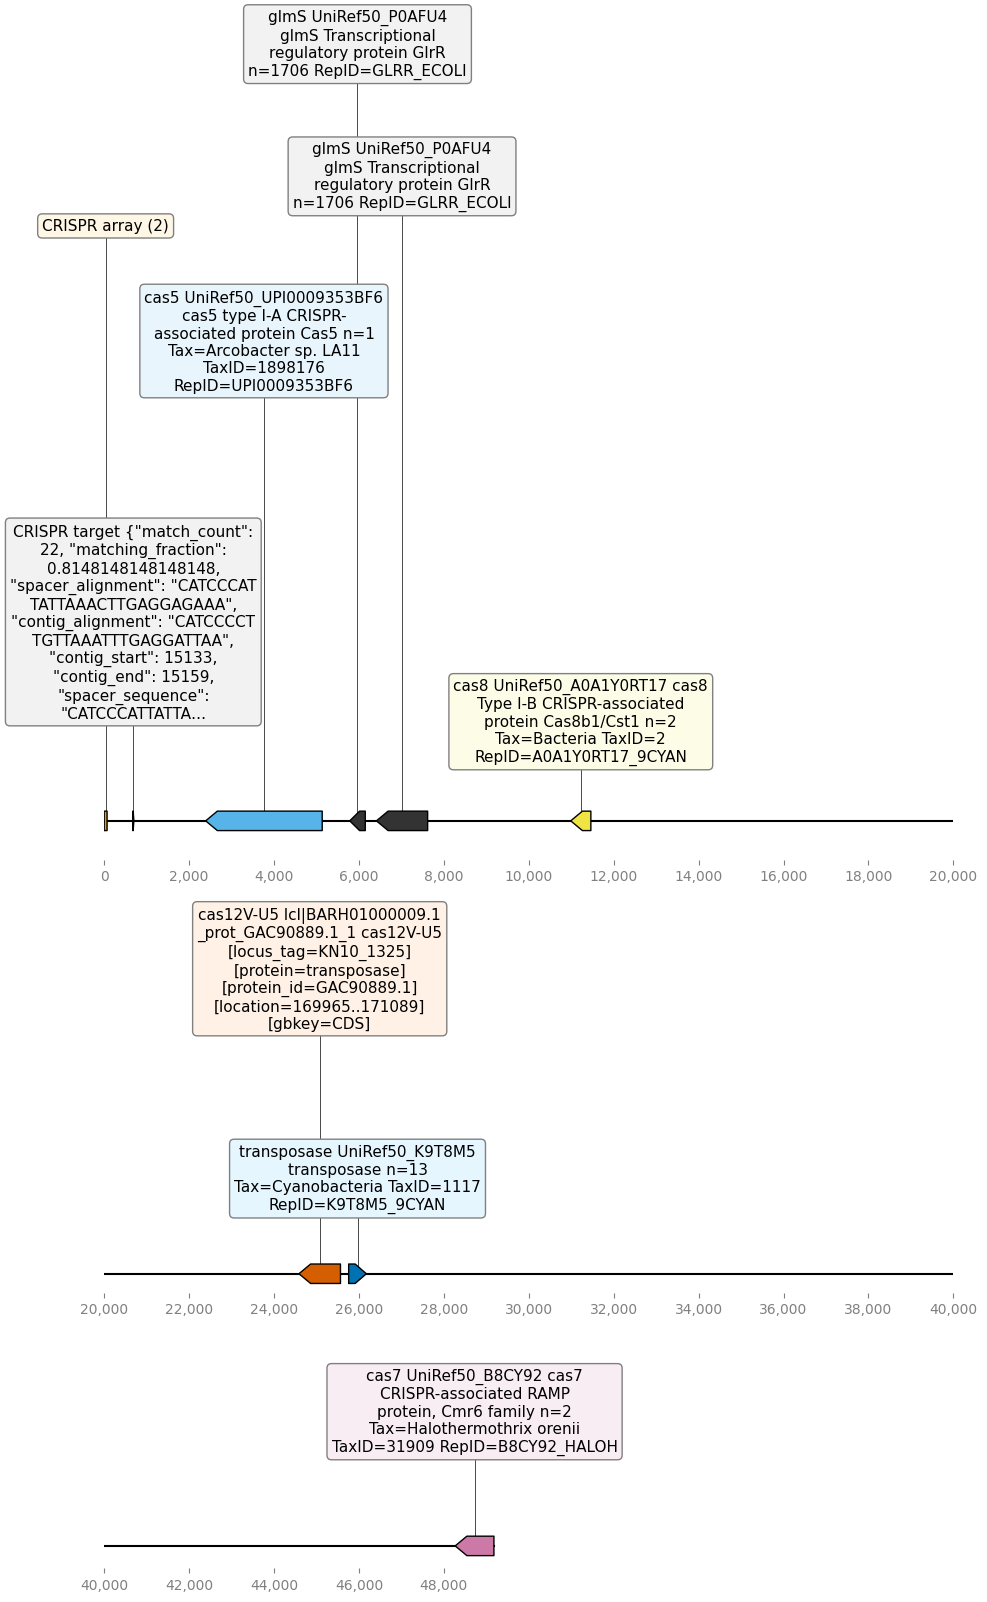 glmS UniRef50_P0AFU4
glmS Transcriptional
regulatory protein GlrR
n=1706 RepID=GLRR_ECOLI
glmS UniRef50_P0AFU4
glmS Transcriptional
regulatory protein GlrR
n=1706 RepID=GLRR_ECOLI
CRISPR array (2)
cas5 UniRef50_UPI0009353BF6
cas5 type I-A CRISPR-
associated protein Cas5 n=1
Tax=Arcobacter sp. LA11
TaxID=1898176
RepID=UPI0009353BF6
CRISPR target {"match_count":
22, "matching_fraction":
0.8148148148148148,
"spacer_alignment": "CATCCCAT
TATTAAACTTGAGGAGAAA",
"contig_alignment": "CATCCCCT
TGTTAAATTTGAGGATTAA",
"contig_start": 15133,
"contig_end": 15159,
"spacer_sequence":
"CATCCCATTATTA...
cas8 UniRef50_A0A1Y0RT17 cas8
Type I-B CRISPR-associated
protein Cas8b1/Cst1 n=2
Tax=Bacteria TaxID=2
RepID=A0A1Y0RT17_9CYAN
0 2,000 4,000 6,000 8,000 10,000 12,000 14,000 16,000 18,000 20,000
cas12V-U5 lcl|BARH01000009.1
_prot_GAC90889.1_1 cas12V-U5
[locus_tag=KN10_1325]
[protein=transposase]
[protein_id=GAC90889.1]
[location=169965..171089]
[gbkey=CDS]
transposase UniRef50_K9T8M5
transposase n=13
Tax=Cyanobacteria TaxID=1117
RepID=K9T8M5_9CYAN
20,000 22,000 24,000 26,000 28,000 30,000 32,000 34,000 36,000 38,000 40,000
cas7 UniRef50_B8CY92 cas7
CRISPR-associated RAMP
protein, Cmr6 family n=2
Tax=Halothermothrix orenii
TaxID=31909 RepID=B8CY92_HALOH
40,000 42,000 44,000 46,000 48,000